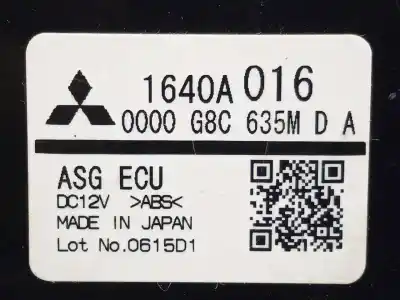 1640A 016
0000 G8C 635M D A
ASG ECU
DC12V >ABS<
MADE IN JAPAN
Lot No.0615D1